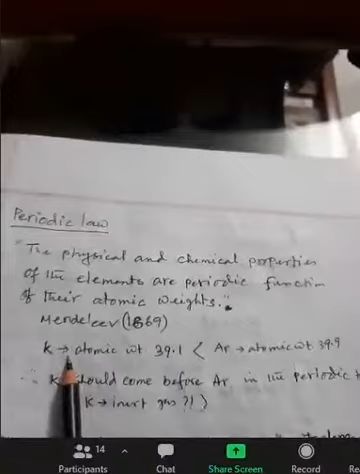 Periodic law
"The physical and chemical properties
of the elements are periodic function
of their atomic weights."
Mendeleev (1869)
K → atomic wt 39.1 < Ar → atomic wt 39.9
∴ K should come before Ar in the periodic
K → inert gas ?! )
14
Participants
Chat
Share Screen
Record